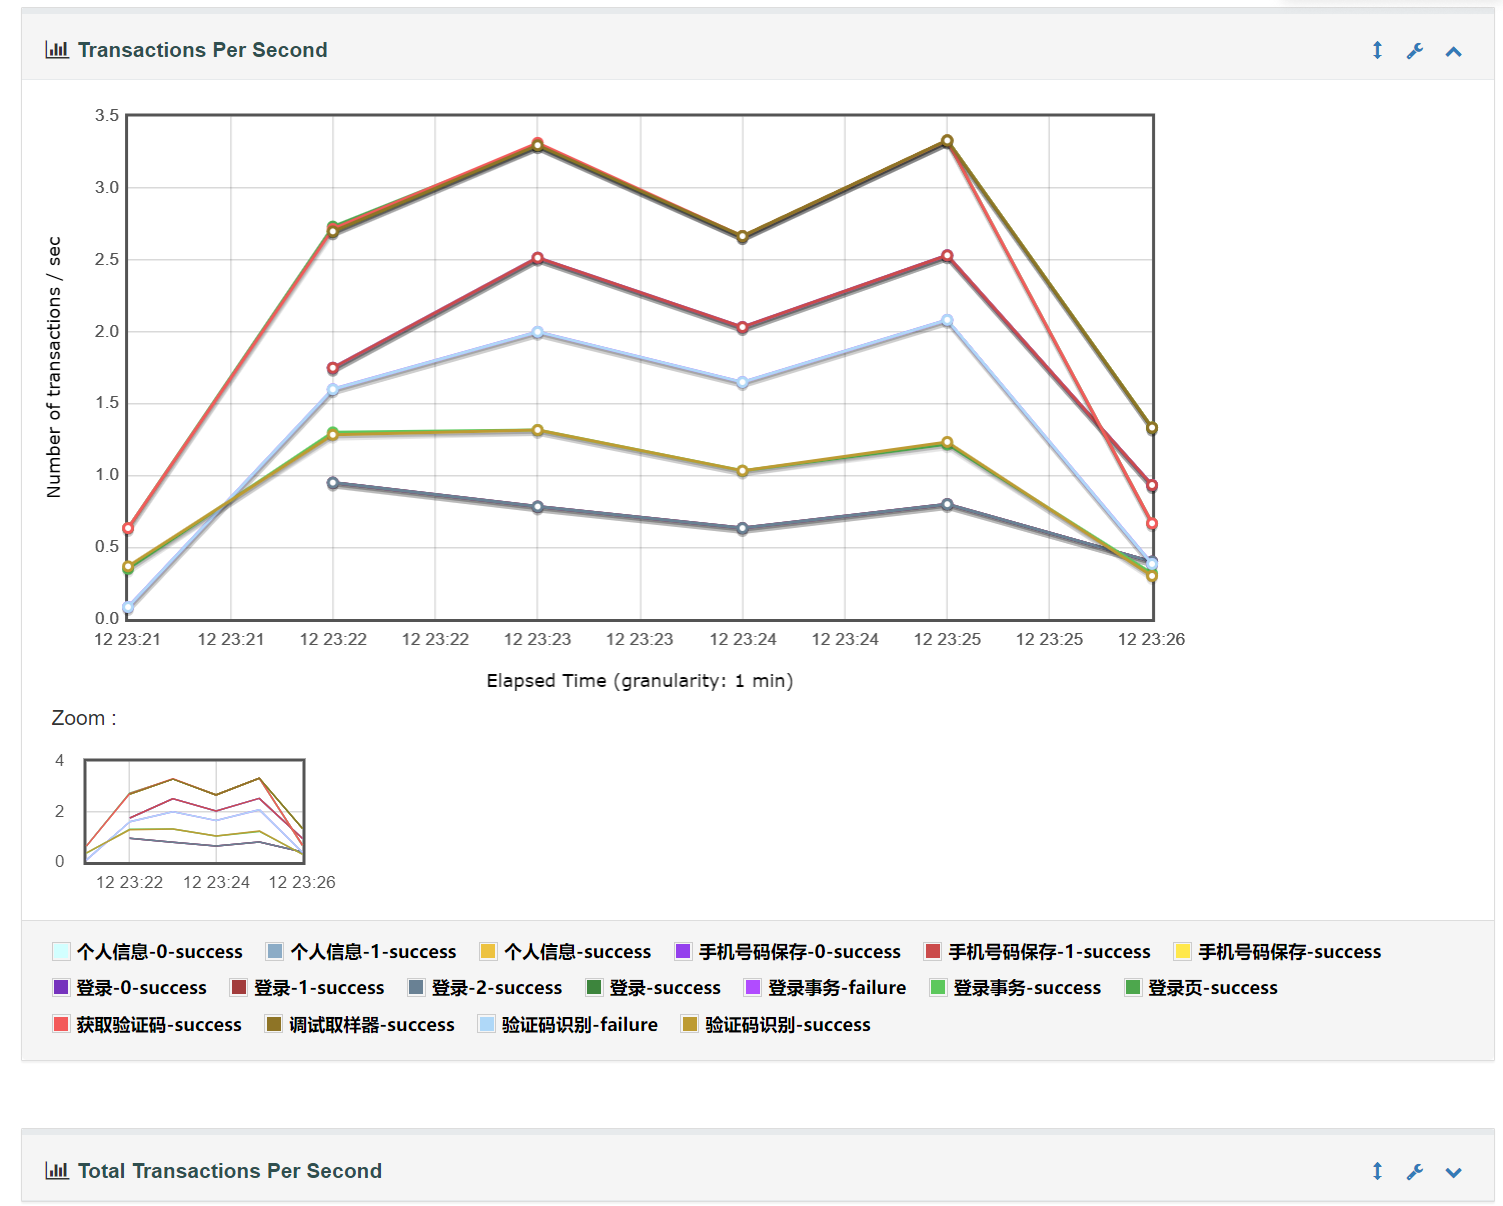 Transactions Per Second
3.5
3.0
2.5
2.0
1.5
1.0
0.5
0.0
Number of transactions / sec
12 23:21 12 23:21 12 23:22 12 23:22 12 23:23 12 23:23 12 23:24 12 23:24 12 23:25 12 23:25 12 23:26
Elapsed Time (granularity: 1 min)
Zoom :
4
2
0
12 23:22 12 23:24 12 23:26
个人信息-0-success 个人信息-1-success 个人信息-success 手机号码保存-0-success 手机号码保存-1-success 手机号码保存-success
登录-0-success 登录-1-success 登录-2-success 登录-success 登录事务-failure 登录事务-success 登录页-success
获取验证码-success 调试取样器-success 验证码识别-failure 验证码识别-success
Total Transactions Per Second